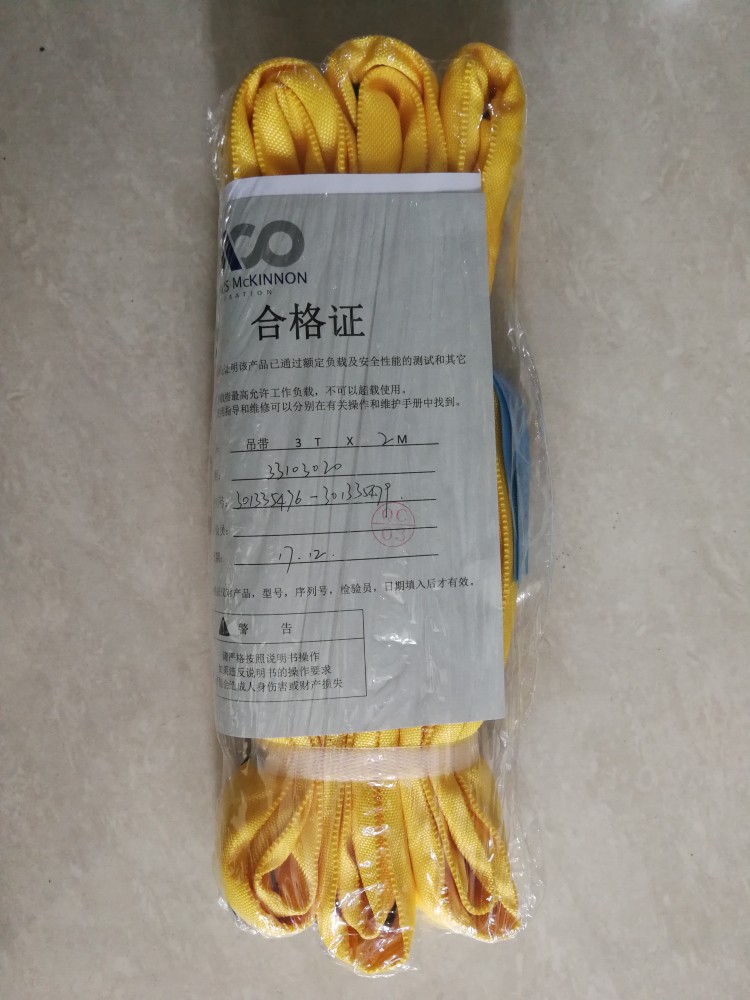 CO
S McKINNON
RATION
合格证
明该产品已通过额定负载及安全性能的测试和其它
最高允许工作负载，不可以超载使用。
指导和维修可以分别在有关操作和维护手册中找到。
吊带 3 T X 2 M
33103020
301335476-301335479
QC
03
17.12.
产品，型号，序列号，检验员，日期填入后才有效。
警 告
严格按照说明书操作
违反说明书的操作要求
成人身伤害或财产损失